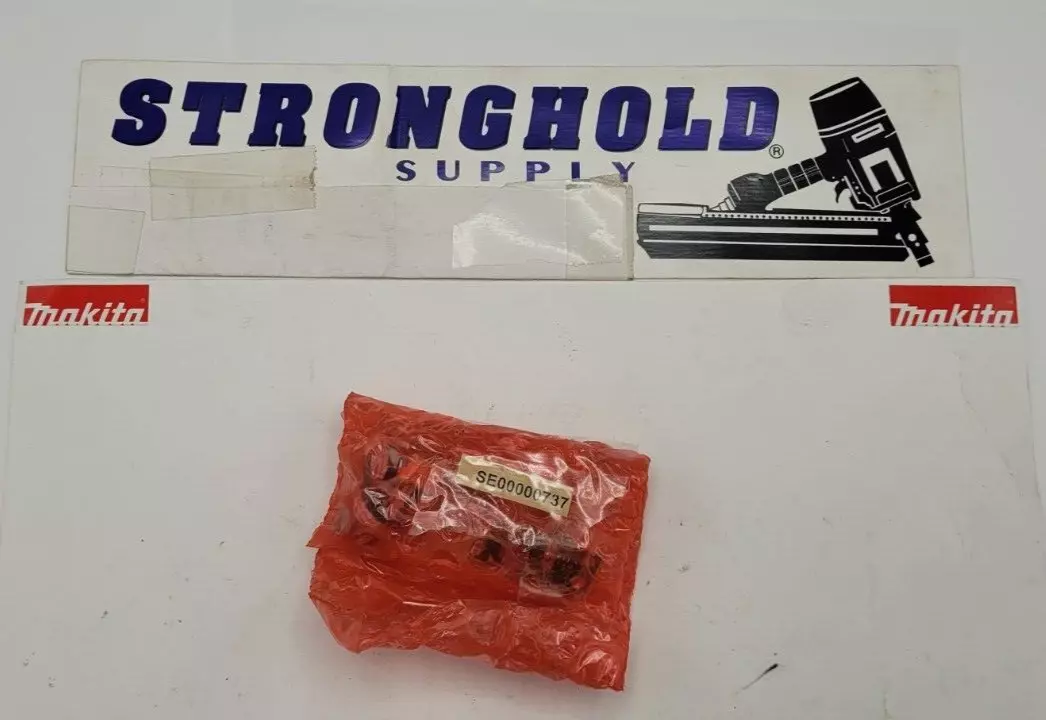 STRONGHOLD®
SUPPLY
makita
makita
SE00000737